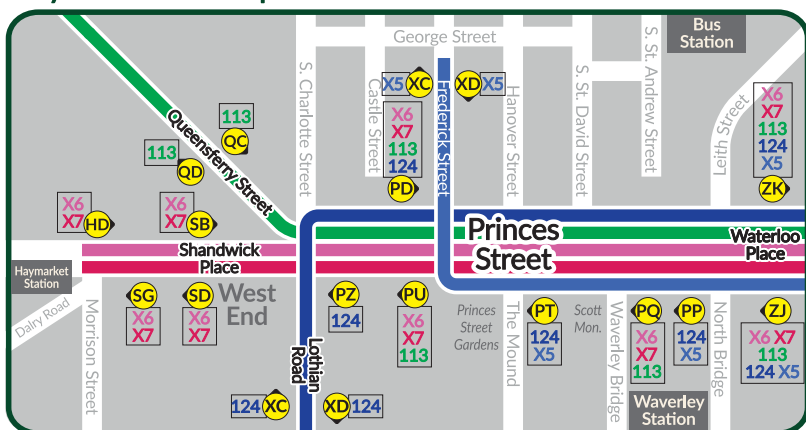 Bus
Station
George Street
S. Charlotte Street
Castle Street
X5 XC
XD X5
Frederick Street
Hanover Street
S. St. David Street
S. St. Andrew Street
Leith Street
X6
X7
113
124
X5
ZK
X6
X7
113
124
PD
113
QC
113
QD
Queensferry Street
X6
X7
HD
X6
X7
SB
Princes
Street
Waterloo
Place
Shandwick
Place
Haymarket
Station
Dalry Road
Morrison Street
SG
X6
X7
SD
X6
X7
West
End
Lothian
Road
PZ
124
PU
X6
X7
113
Princes
Street
Gardens
The Mound
PT
124
X5
Scott
Mon.
Waverley Bridge
PQ
X6
X7
113
PP
124
X5
North Bridge
ZJ
X6 X7
113
124 X5
Waverley
Station
124 XC
XD 124